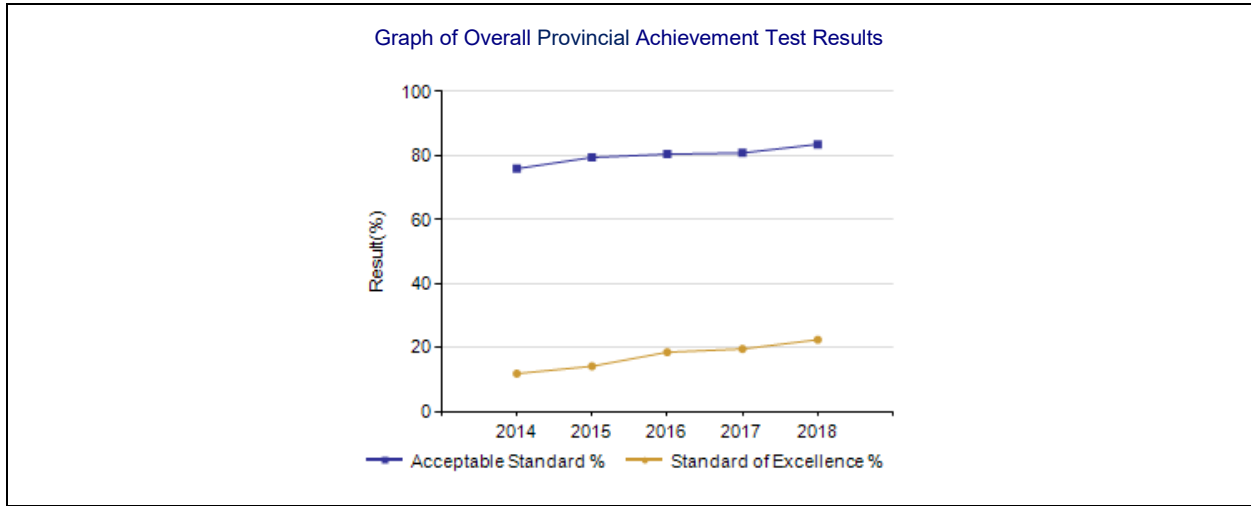 Graph of Overall Provincial Achievement Test Results
100
80
60
40
20
0
Result(%)
2014 2015 2016 2017 2018
Acceptable Standard % Standard of Excellence %